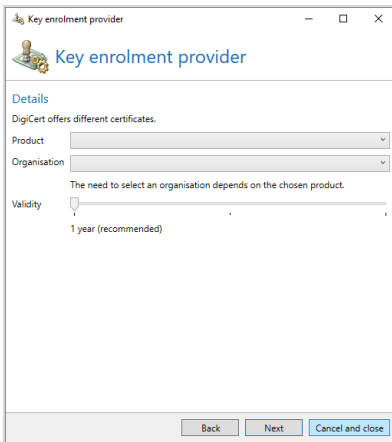 Key enrolment provider
Key enrolment provider
Details
DigiCert offers different certificates.
Product
Organisation
The need to select an organisation depends on the chosen product.
Validity
1 year (recommended)
Back Next Cancel and close